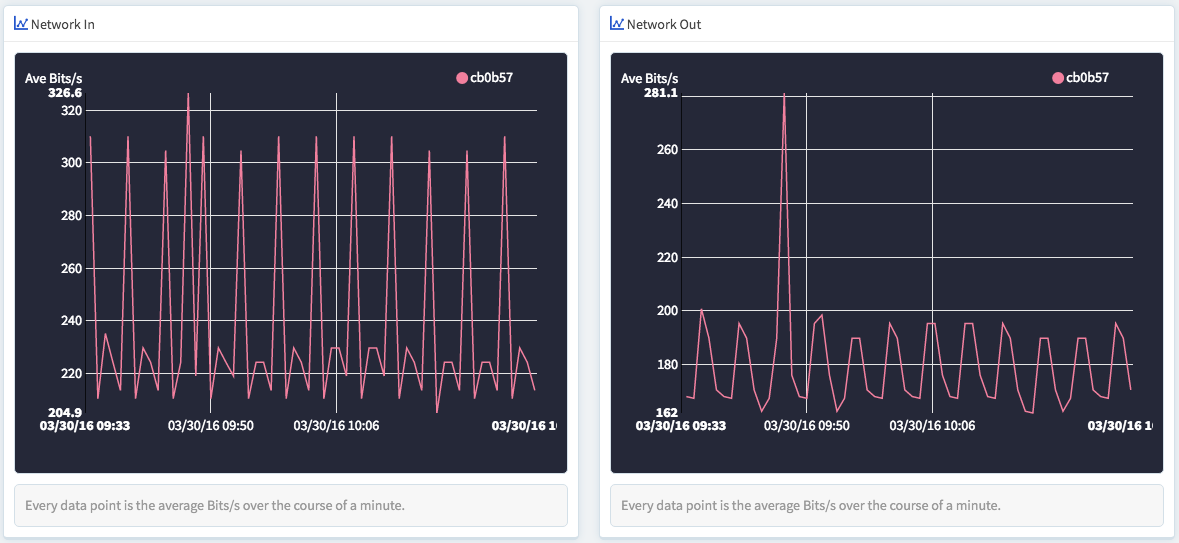 Network In
Ave Bits/s
cb0b57
326.6
320
300
280
260
240
220
204.9
03/30/16 09:33 03/30/16 09:50 03/30/16 10:06 03/30/16 1
Every data point is the average Bits/s over the course of a minute.
Network Out
Ave Bits/s
cb0b57
281.1
260
240
220
200
180
162
03/30/16 09:33 03/30/16 09:50 03/30/16 10:06 03/30/16 1
Every data point is the average Bits/s over the course of a minute.